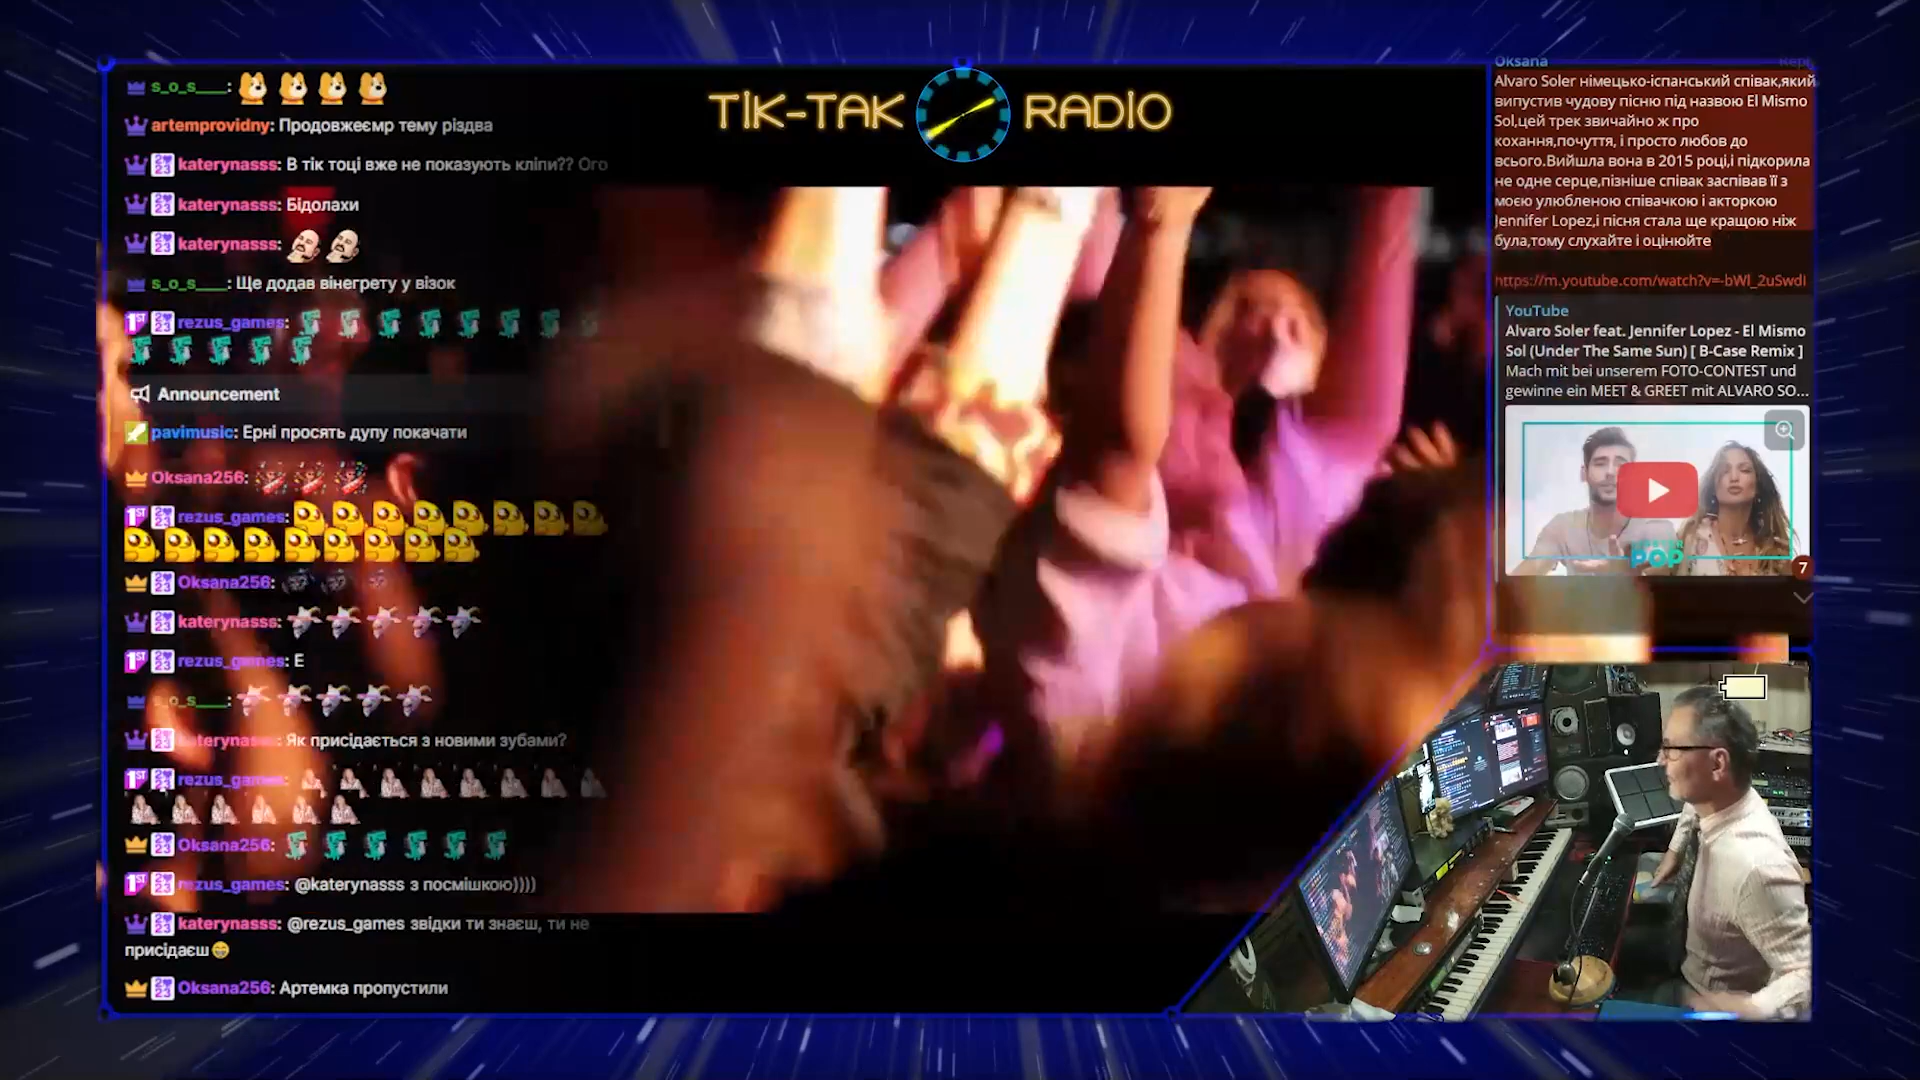 TIK-TAK RADIO
s_o_s___:
artemprovidny: Продовжеємр тему різдва
katerynasss: В тік тоці вже не показують кліпи?? Ого
katerynasss: Бідолахи
katerynasss:
s_o_s___: Ще додав вінегрету у візок
rezus_games:
Announcement
pavimusic: Ерні просять дупу покачати
Oksana256:
rezus_games:
Oksana256:
katerynasss:
rezus_games: Е
s_o_s___:
katerynasss: Як присідається з новими зубами?
rezus_games:
Oksana256:
rezus_games: @katerynasss з посмішкою))))
katerynasss: @rezus_games звідки ти знаєш, ти не
присідаєш
Oksana256: Артемка пропустили
Oksana
Alvaro Soler німецько-іспанський співак,який
випустив чудову пісню під назвою El Mismo
Sol,цей трек звичайно ж про
кохання,почуття, і просто любов до
всього.Вийшла вона в 2015 році,і підкорила
не одне серце,пізніше співак заспівав її з
моєю улюбленою співачкою і акторкою
Jennifer Lopez,і пісня стала ще кращою ніж
була,тому слухайте і оцінюйте
https://m.youtube.com/watch?v=-bWl_2uSwdI
YouTube
Alvaro Soler feat. Jennifer Lopez - El Mismo
Sol (Under The Same Sun) [ B-Case Remix ]
Mach mit bei unserem FOTO-CONTEST und
gewinne ein MEET & GREET mit ALVARO SO...
POP
7